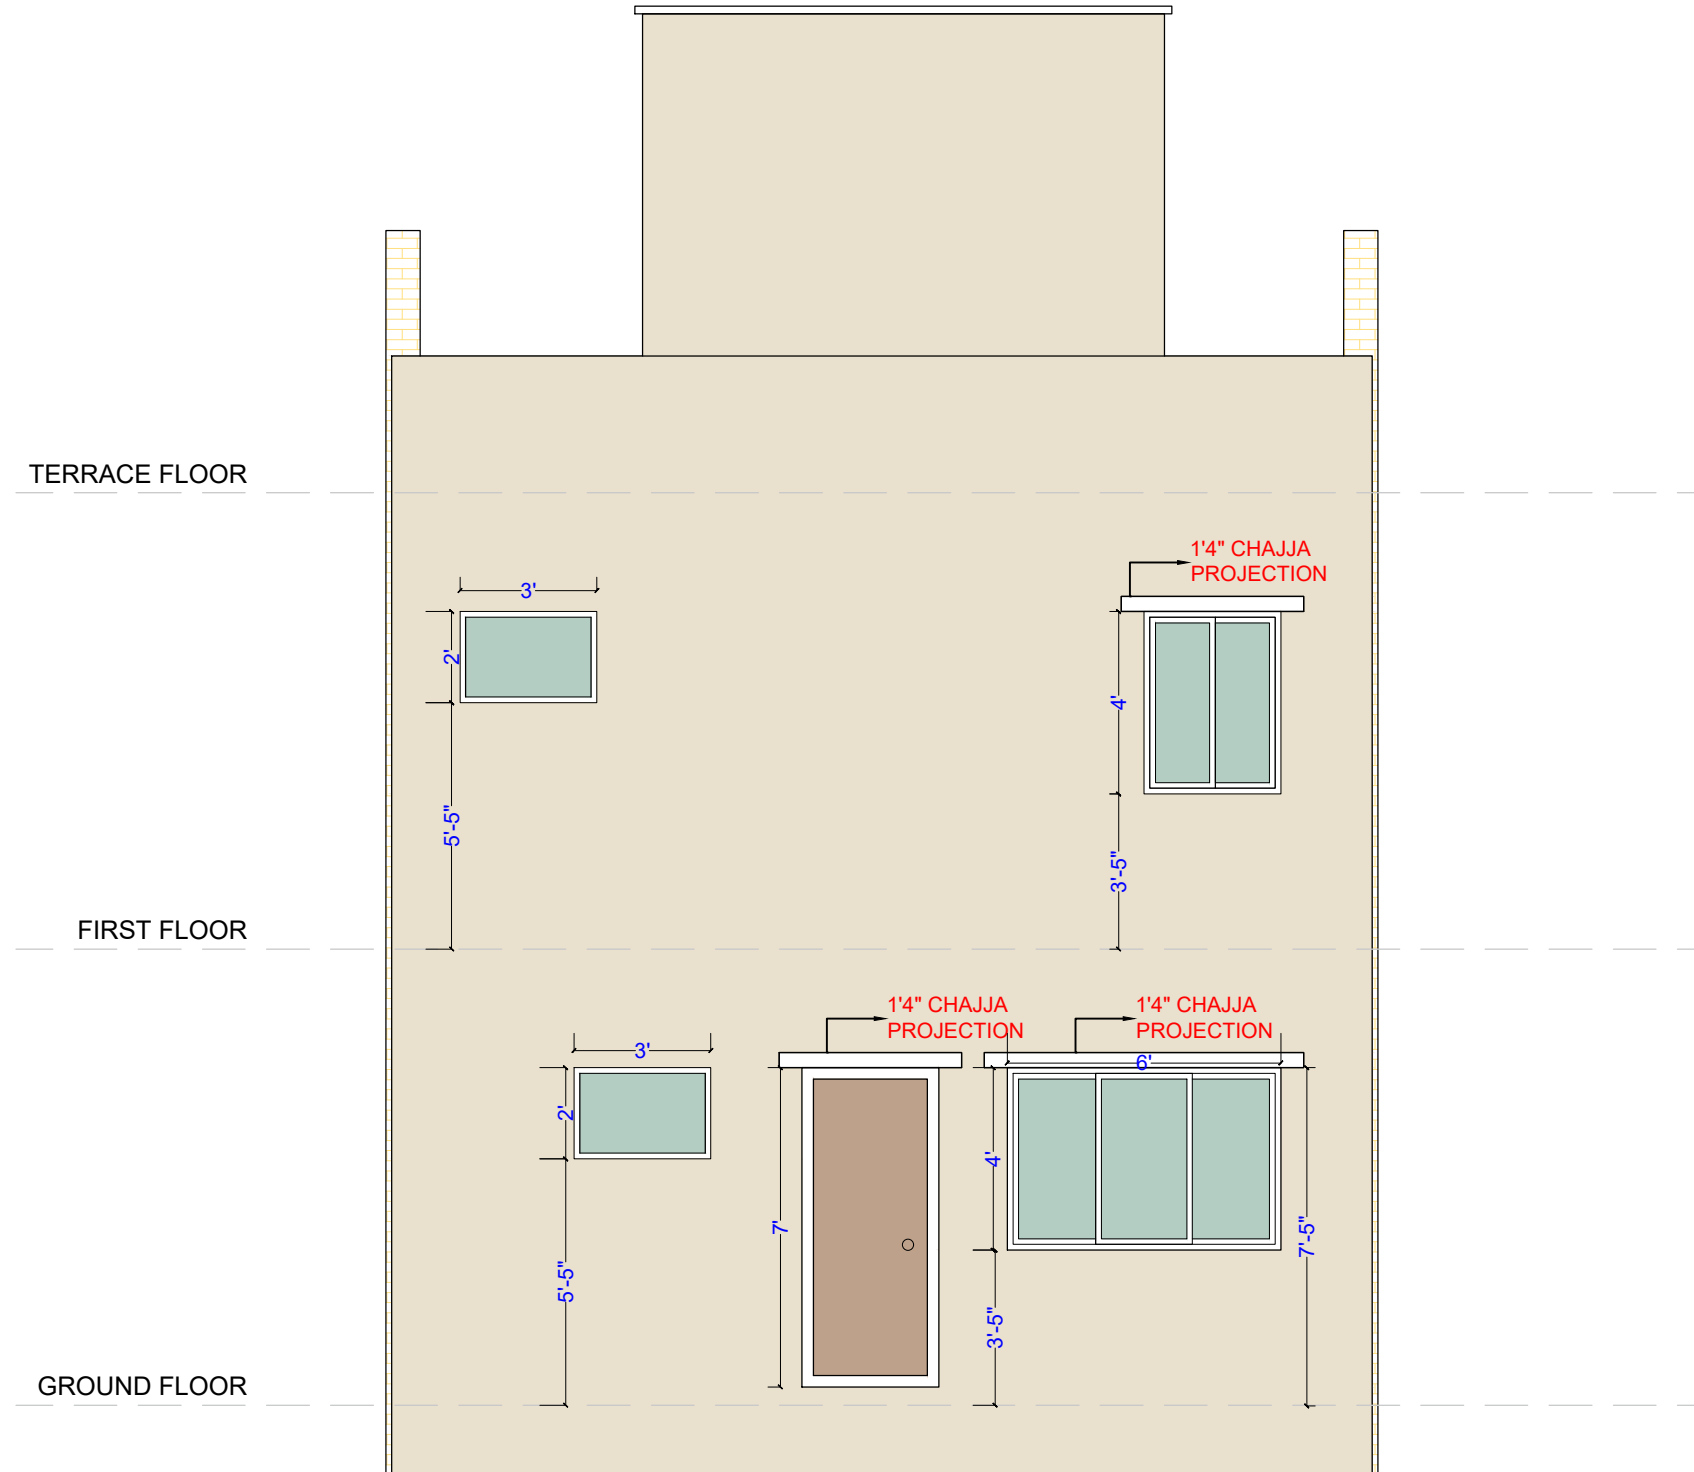 TERRACE FLOOR
1'4" CHAJJA
PROJECTION
3'
2'
4'
5'-5"
3'-5"
FIRST FLOOR
1'4" CHAJJA
PROJECTION
1'4" CHAJJA
PROJECTION
3'
6'
2'
4'
7'
7'-5"
5'-5"
3'-5"
GROUND FLOOR